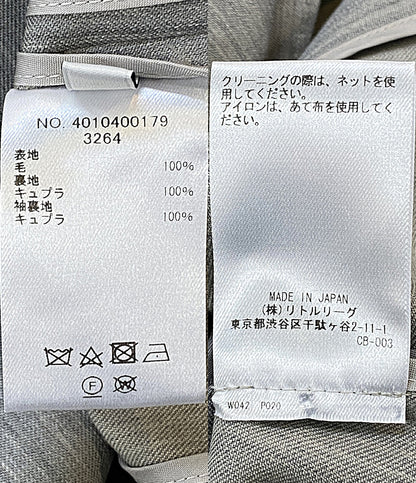 NO. 4010400179
3264
表地
毛 100%
裏地
キュプラ 100%
袖裏地
キュプラ 100%
F
W
クリーニングの際は、ネットを
使用してください。
アイロンは、あて布を使用してく
ださい。
MADE IN JAPAN
(株)リトルリーグ
東京都渋谷区千駄ヶ谷2-11-1
CB-003
W042 P020